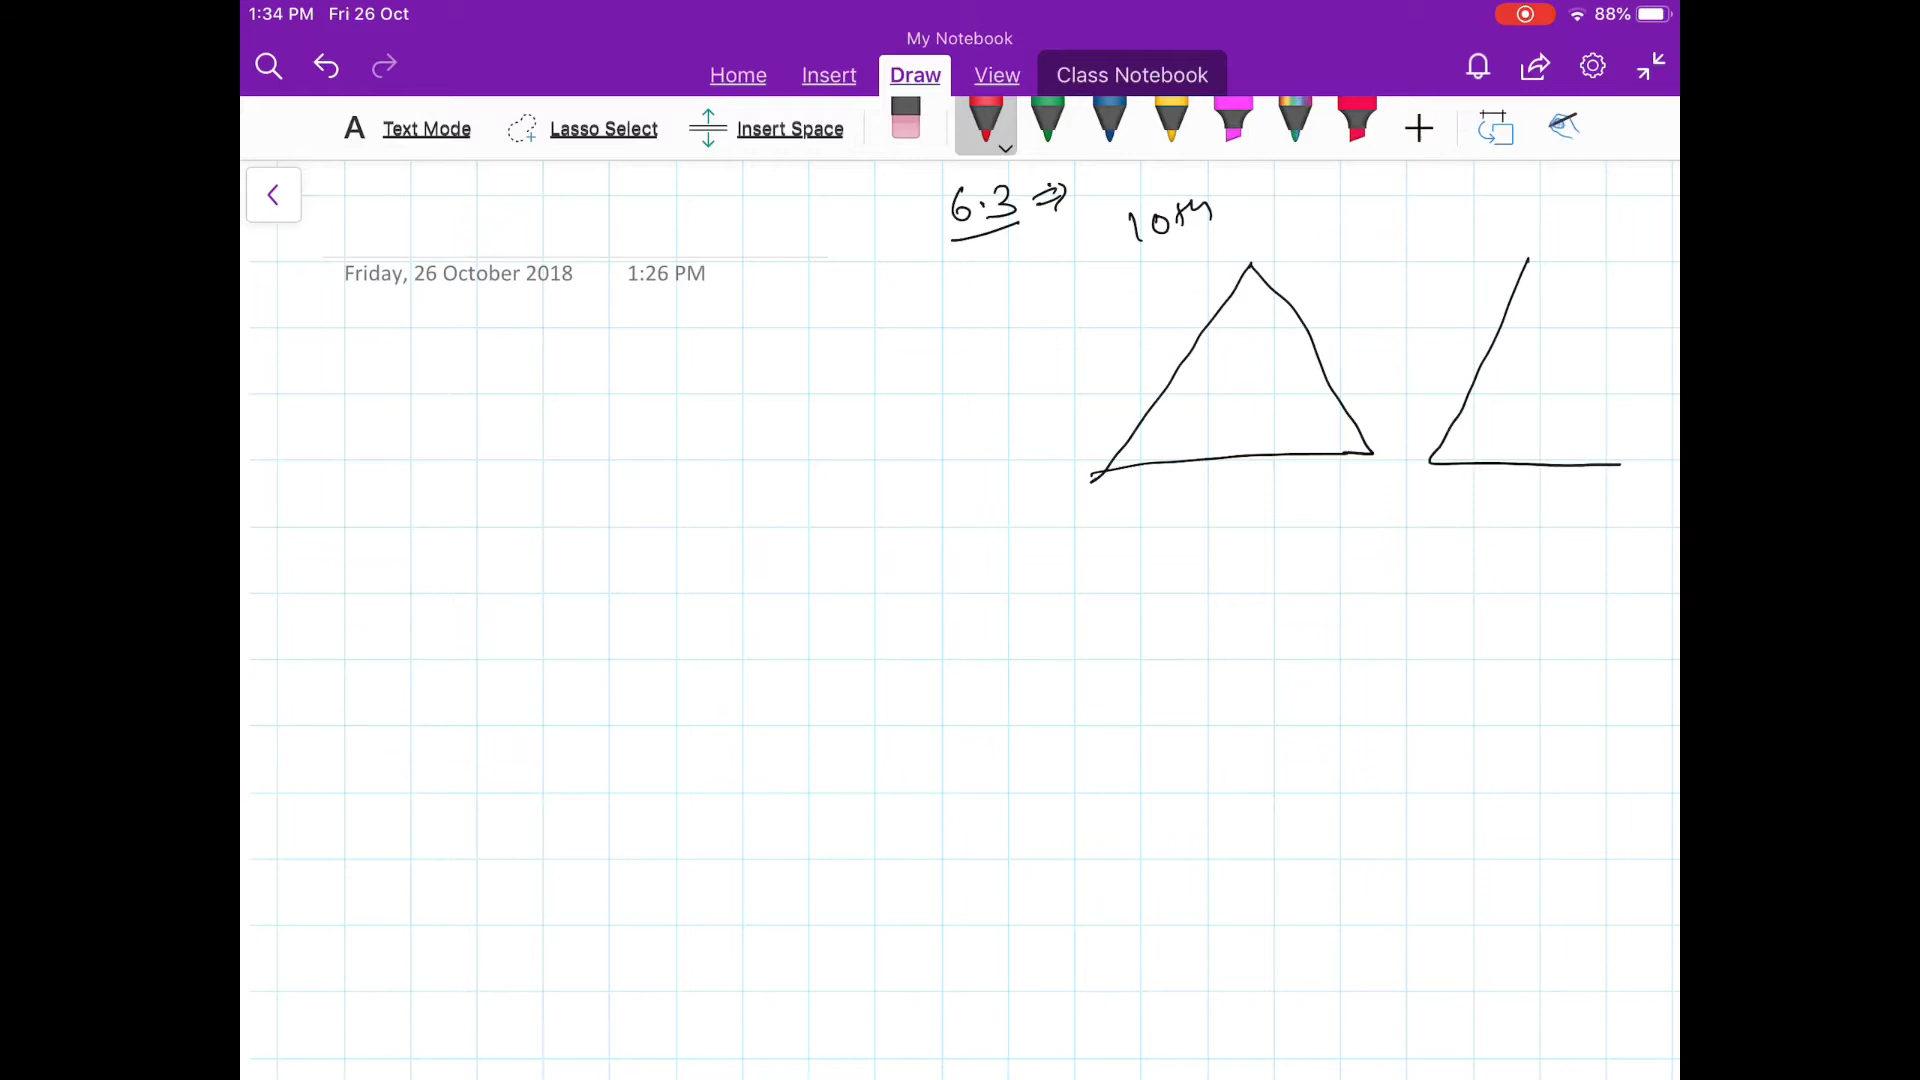 1:34 PM Fri 26 Oct 88%
My Notebook
Home Insert Draw View Class Notebook
A Text Mode Lasso Select Insert Space
6.3 ⇒ 10th
Friday, 26 October 2018 1:26 PM